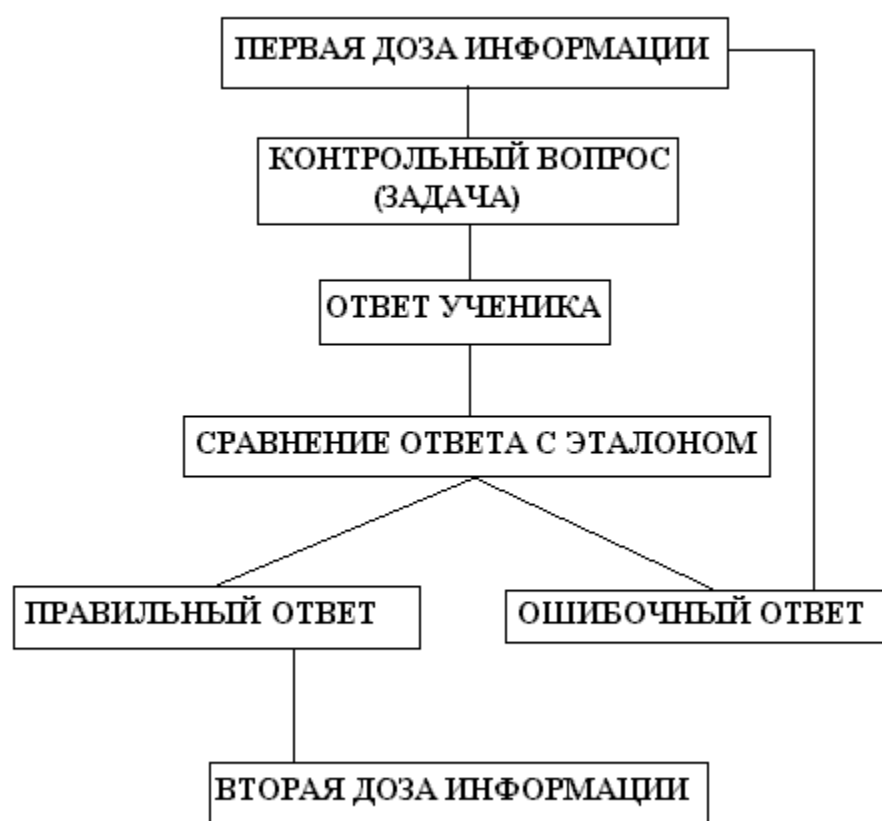 ПЕРВАЯ ДОЗА ИНФОРМАЦИИ
КОНТРОЛЬНЫЙ ВОПРОС
(ЗАДАЧА)
ОТВЕТ УЧЕНИКА
СРАВНЕНИЕ ОТВЕТА С ЭТАЛОНОМ
ПРАВИЛЬНЫЙ ОТВЕТ
ОШИБОЧНЫЙ ОТВЕТ
ВТОРАЯ ДОЗА ИНФОРМАЦИИ